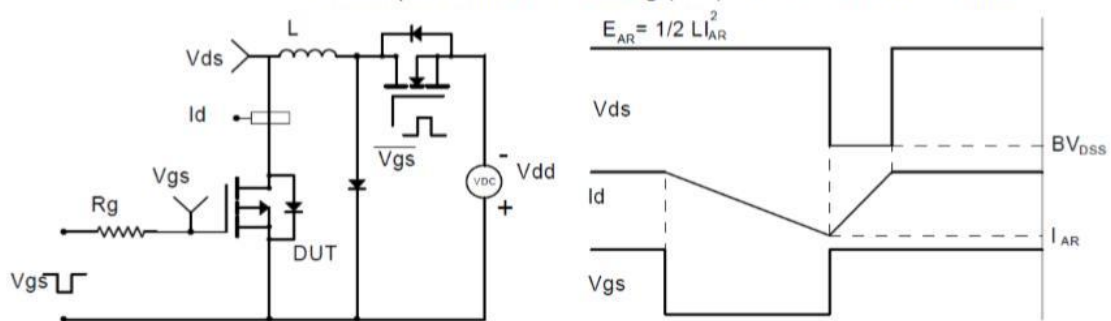 E_AR = 1/2 LI_AR^2
L
Vds
Id
Vgs
Vgs
-
Vdd
VDC
+
Rg
DUT
Vgs
Vds
BV_DSS
Id
I_AR
Vgs